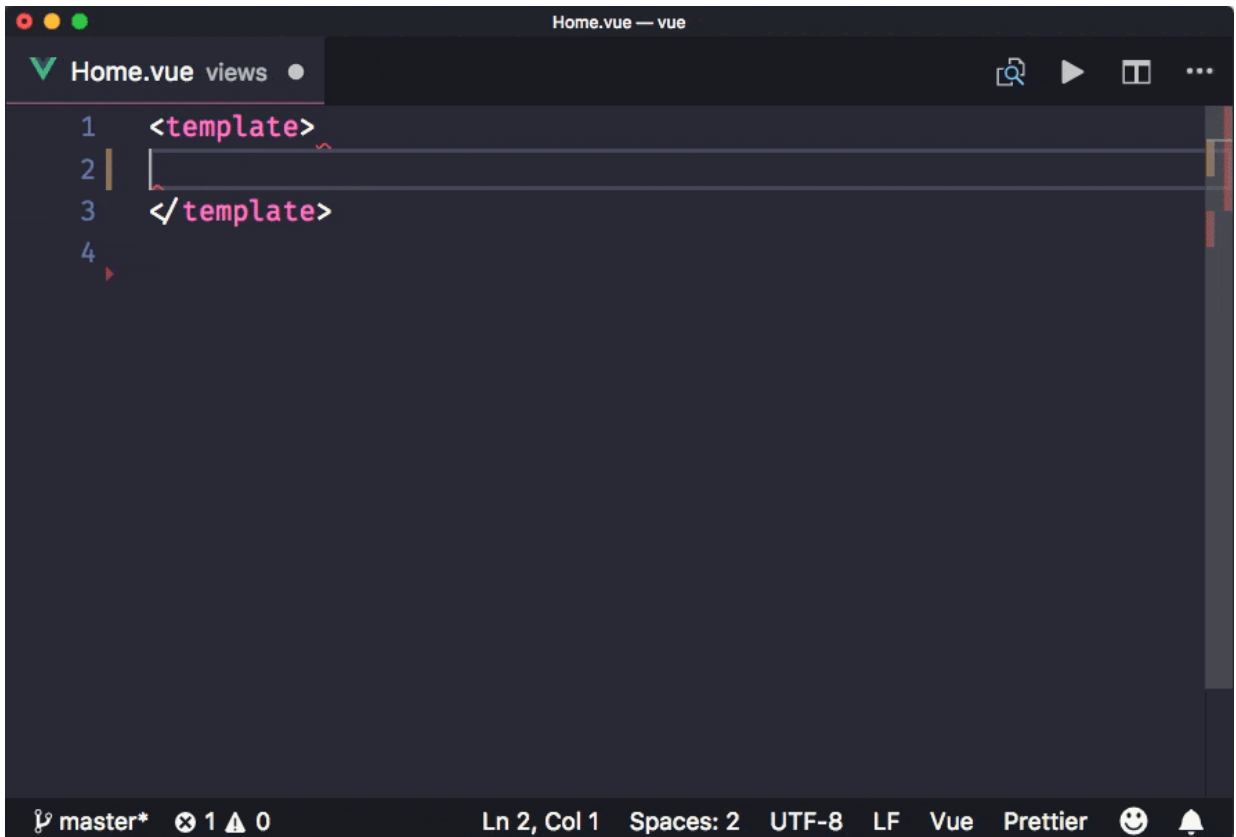 Home.vue — vue
Home.vue views
1 <template>
2
3 </template>
4
master* 1 0 Ln 2, Col 1 Spaces: 2 UTF-8 LF Vue Prettier